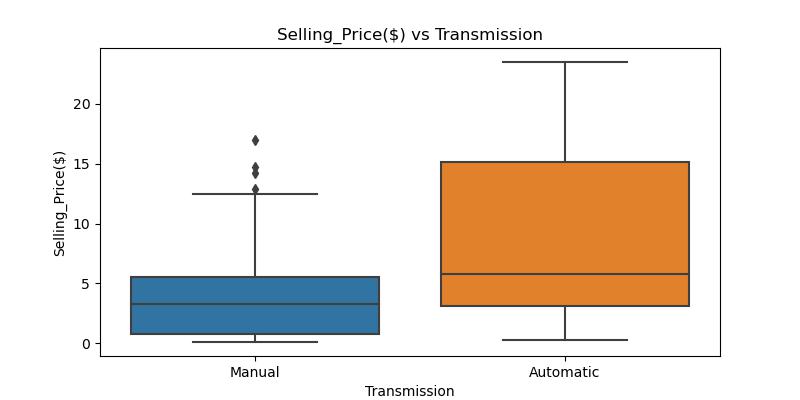 Selling_Price($) vs Transmission
Selling_Price($)
20
15
10
5
0
Manual
Automatic
Transmission